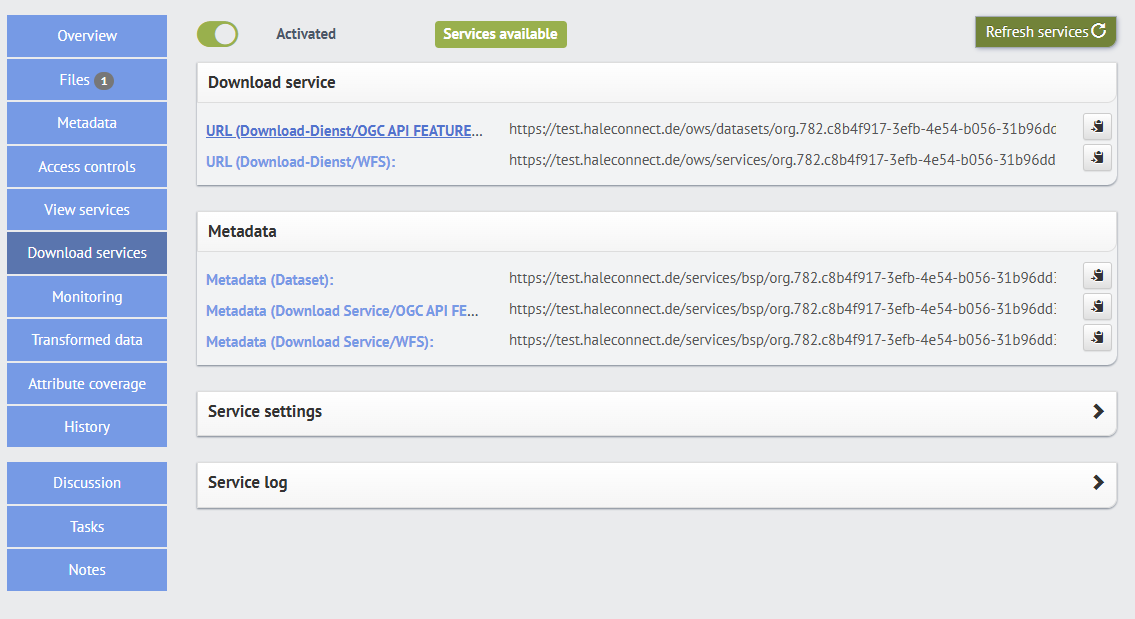 Overview
Files 1
Metadata
Access controls
View services
Download services
Monitoring
Transformed data
Attribute coverage
History
Discussion
Tasks
Notes
Activated
Services available
Refresh services
Download service
URL (Download-Dienst/OGC API FEATURE... https://test.haleconnect.de/ows/datasets/org.782.c8b4f917-3efb-4e54-b056-31b96dc
URL (Download-Dienst/WFS): https://test.haleconnect.de/ows/services/org.782.c8b4f917-3efb-4e54-b056-31b96dd
Metadata
Metadata (Dataset): https://test.haleconnect.de/services/bsp/org.782.c8b4f917-3efb-4e54-b056-31b96dd
Metadata (Download Service/OGC API FE... https://test.haleconnect.de/services/bsp/org.782.c8b4f917-3efb-4e54-b056-31b96dd
Metadata (Download Service/WFS): https://test.haleconnect.de/services/bsp/org.782.c8b4f917-3efb-4e54-b056-31b96dd
Service settings
Service log